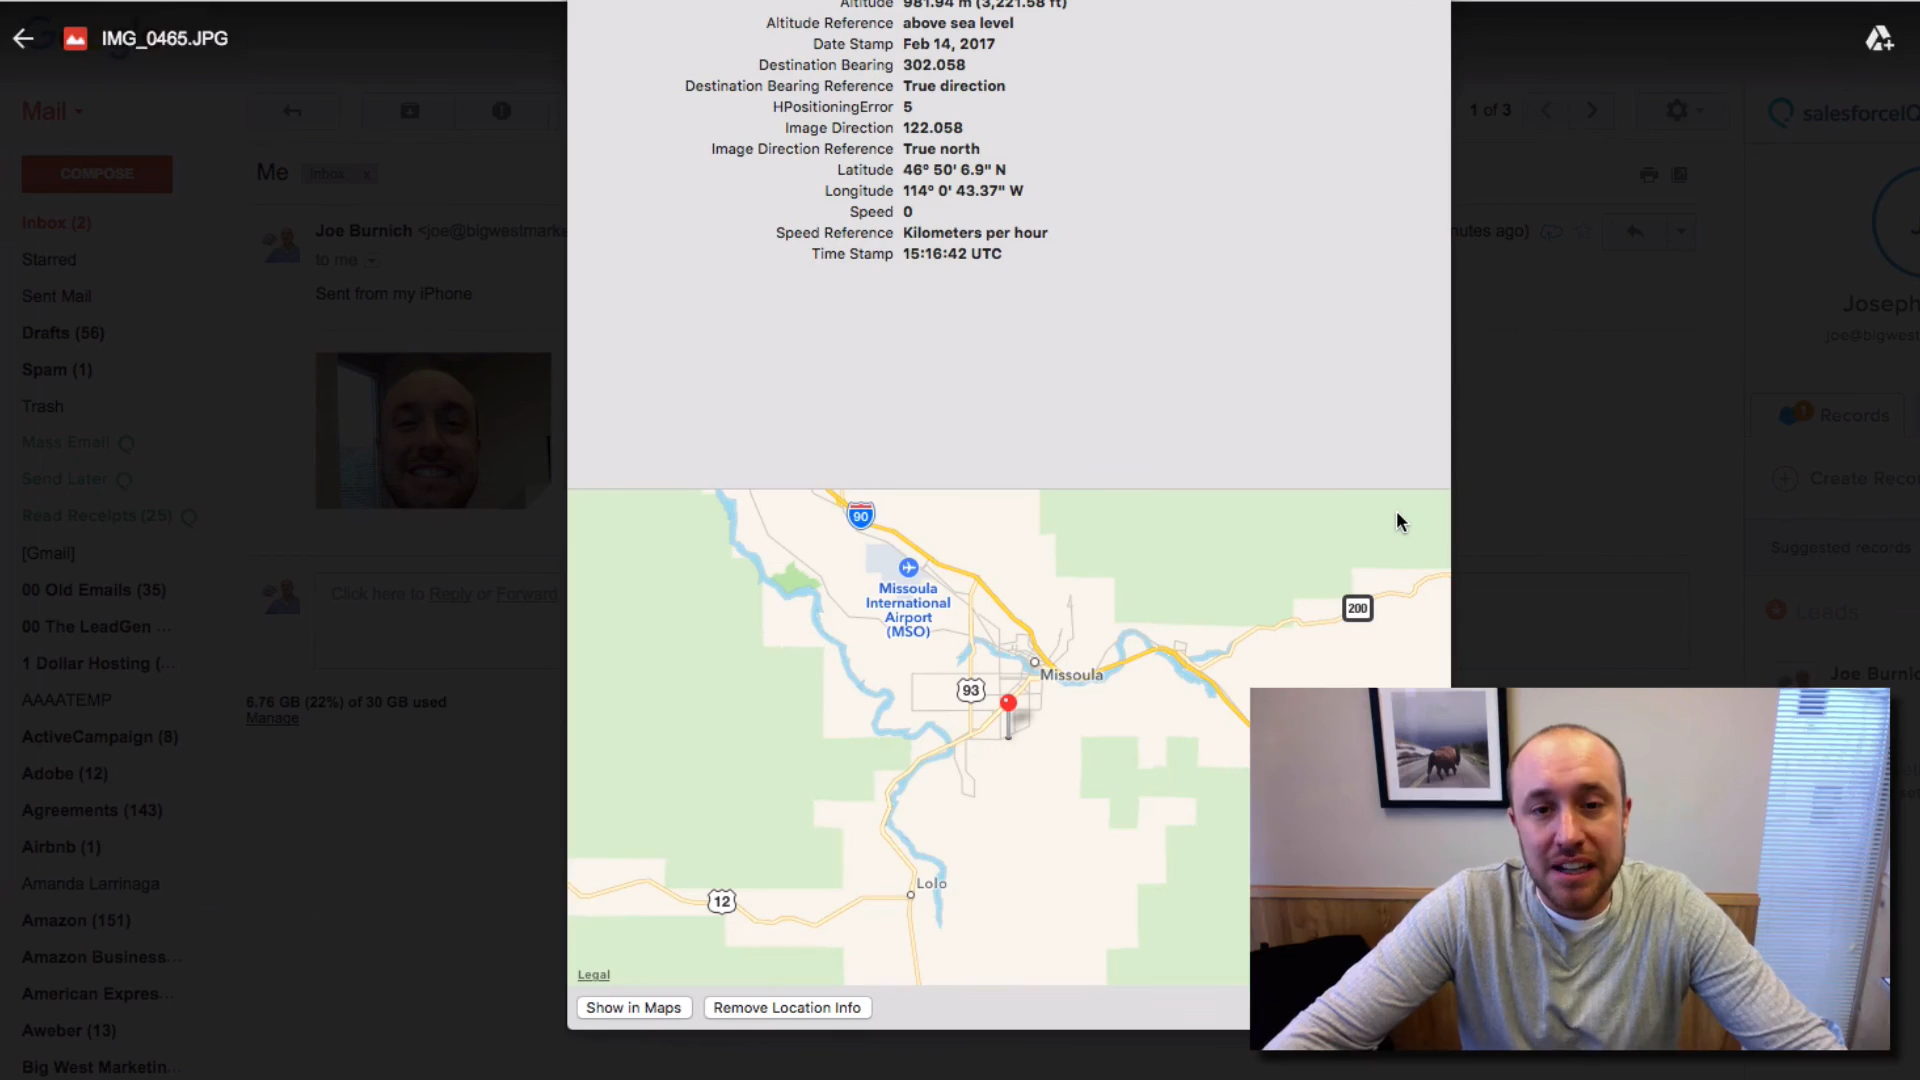 IMG_0465.JPG
Altitude 981.94 m (3,221.58 ft)
Altitude Reference above sea level
Date Stamp Feb 14, 2017
Destination Bearing 302.058
Destination Bearing Reference True direction
HPositioningError 5
Image Direction 122.058
Image Direction Reference True north
Latitude 46° 50' 6.9" N
Longitude 114° 0' 43.37" W
Speed 0
Speed Reference Kilometers per hour
Time Stamp 15:16:42 UTC
Mail
COMPOSE
Inbox (2)
Starred
Sent Mail
Drafts (56)
Spam (1)
Trash
Mass Email
Send Later
Read Receipts (25)
[Gmail]
00 Old Emails (35)
00 The LeadGen ...
1 Dollar Hosting (...
AAAATEMP
ActiveCampaign (8)
Adobe (12)
Agreements (143)
Airbnb (1)
Amanda Larrinaga
Amazon (151)
Amazon Business...
American Expres...
Aweber (13)
Big West Marketin...
Me Inbox x
Joe Burnich <joe@bigwestmarke
to me
Sent from my iPhone
Click here to Reply or Forward
6.76 GB (22%) of 30 GB used
Manage
1 of 3
nutes ago)
salesforceIQ
Joseph
joe@bigwest
Records
Create Reco
Suggested records
Leeds
Joe Burnic
90
Missoula
International
Airport
(MSO)
200
Missoula
93
Lolo
12
Legal
Show in Maps
Remove Location Info